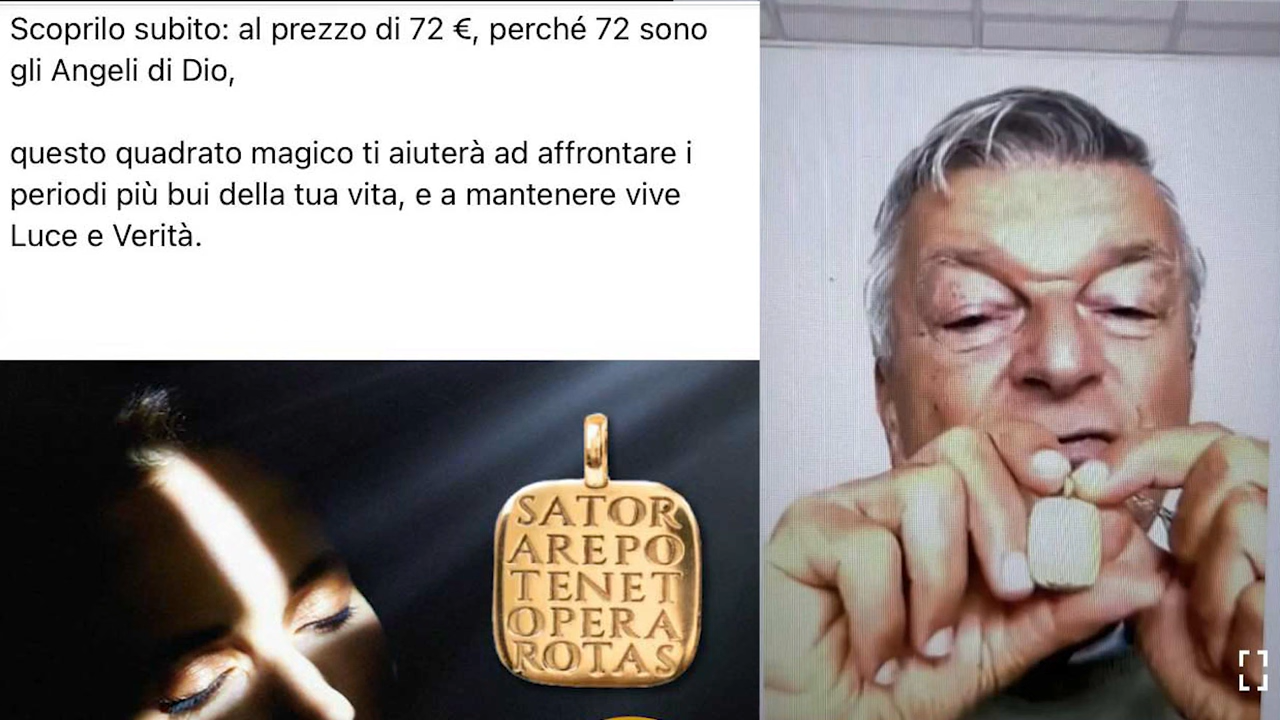 Scoprilo subito: al prezzo di 72 €, perché 72 sono
gli Angeli di Dio,
questo quadrato magico ti aiuterà ad affrontare i
periodi più bui della tua vita, e a mantenere vive
Luce e Verità.
SATOR
AREPO
TENET
OPERA
ROTAS